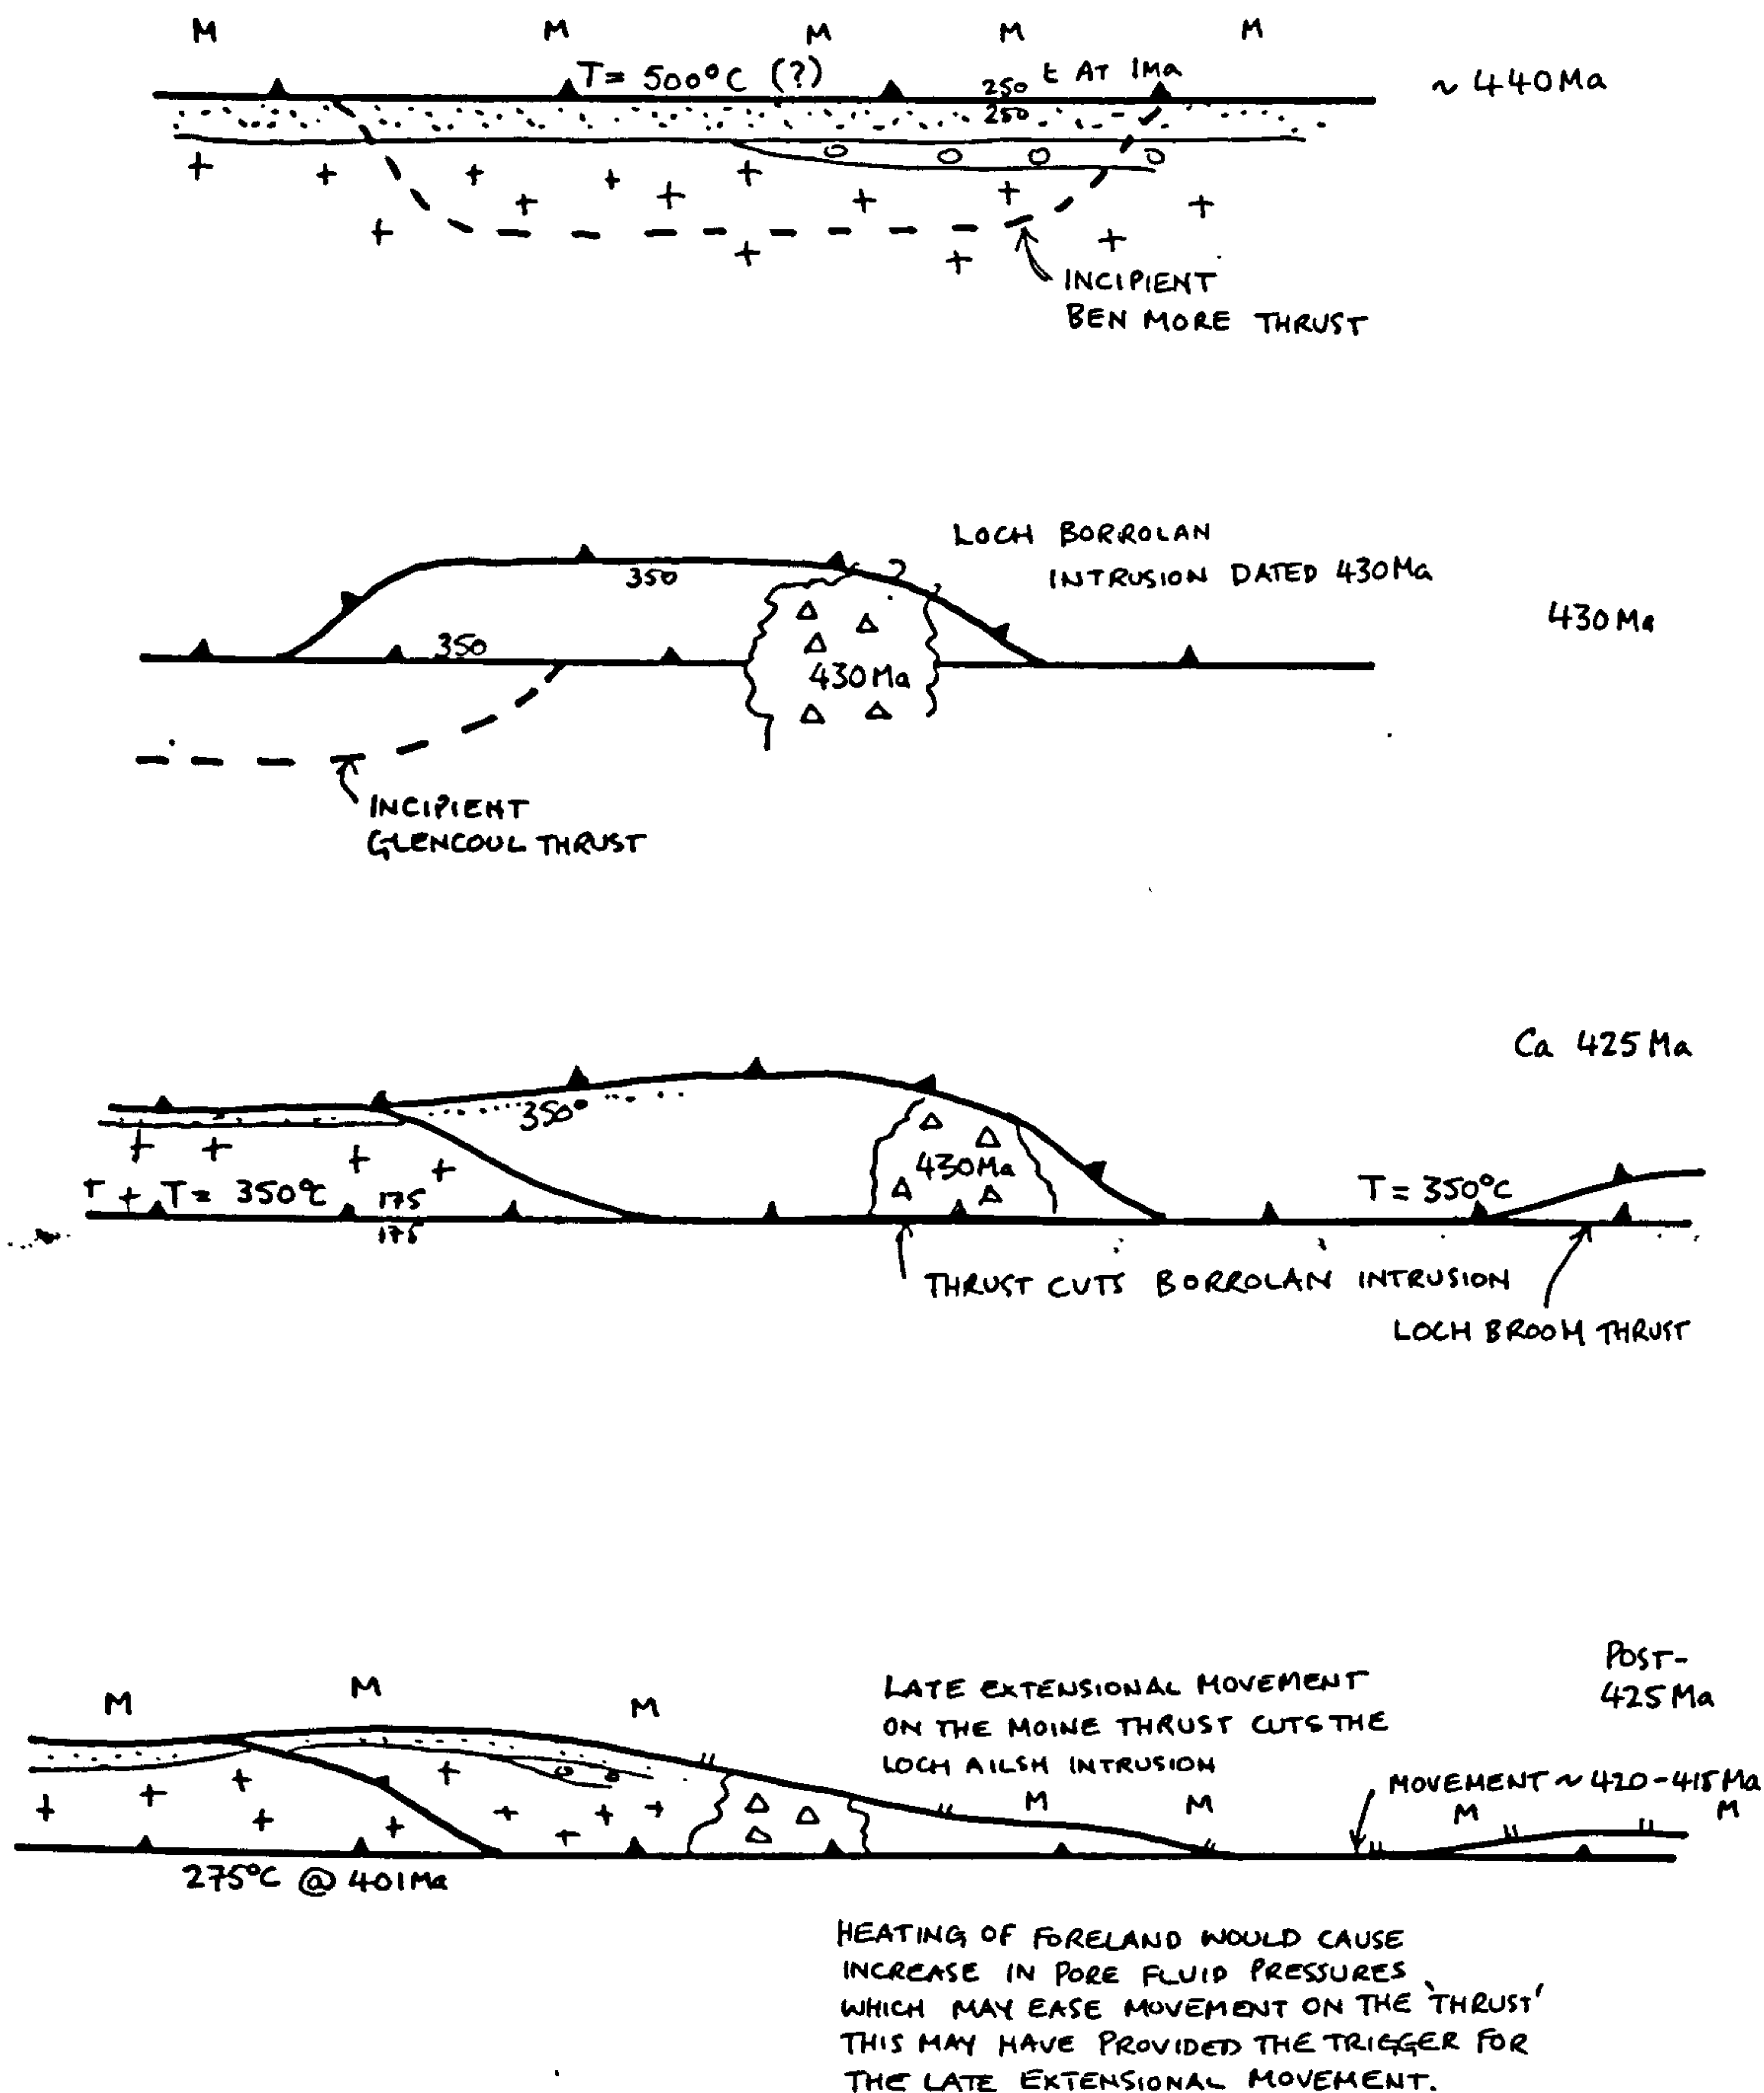 M M M M M
T= 500°C (?) 250 t AT 1Ma ~ 440Ma
250
INCIPIENT
BEN MORE THRUST
LOCH BORROLAN
INTRUSION DATED 430Ma
350 ?
430Ma
350
430Ma
INCIPIENT
GLENCOUL THRUST
Ca 425Ma
350°
430Ma
T= 350°C 175 T= 350°C
175
THRUST CUTS BORROLAN INTRUSION
LOCH BROOM THRUST
POST-
425Ma
M M M
LATE EXTENSIONAL MOVEMENT
ON THE MOINE THRUST CUTS THE
LOCH AILSH INTRUSION
MOVEMENT ~ 420-415Ma
M M M M
275°C @ 401Ma
HEATING OF FORELAND WOULD CAUSE
INCREASE IN PORE FLUID PRESSURES
WHICH MAY EASE MOVEMENT ON THE 'THRUST'
THIS MAY HAVE PROVIDED THE TRIGGER FOR
THE LATE EXTENSIONAL MOVEMENT.